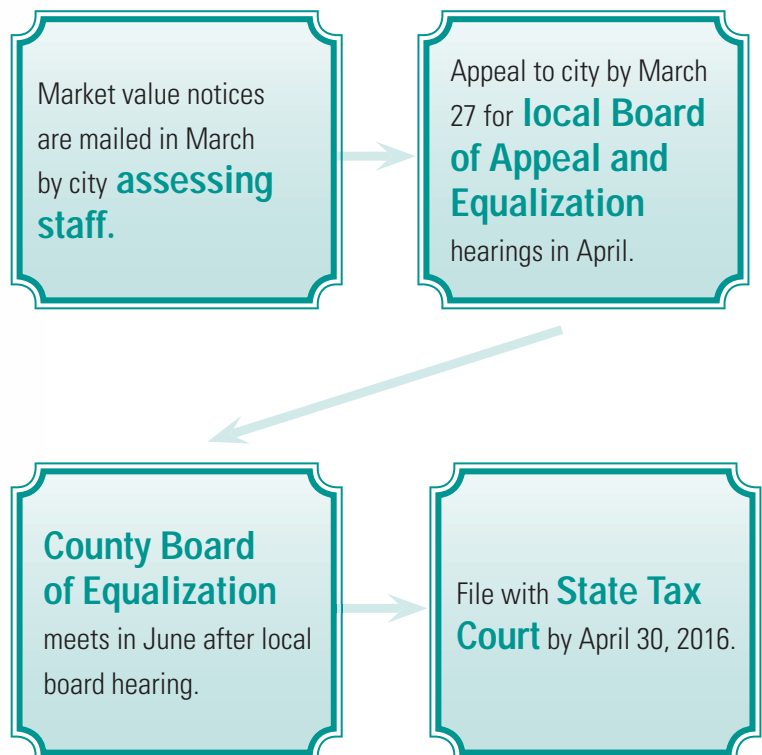 Market value notices
are mailed in March
by city assessing
staff.
Appeal to city by March
27 for local Board
of Appeal and
Equalization
hearings in April.
County Board
of Equalization
meets in June after local
board hearing.
File with State Tax
Court by April 30, 2016.